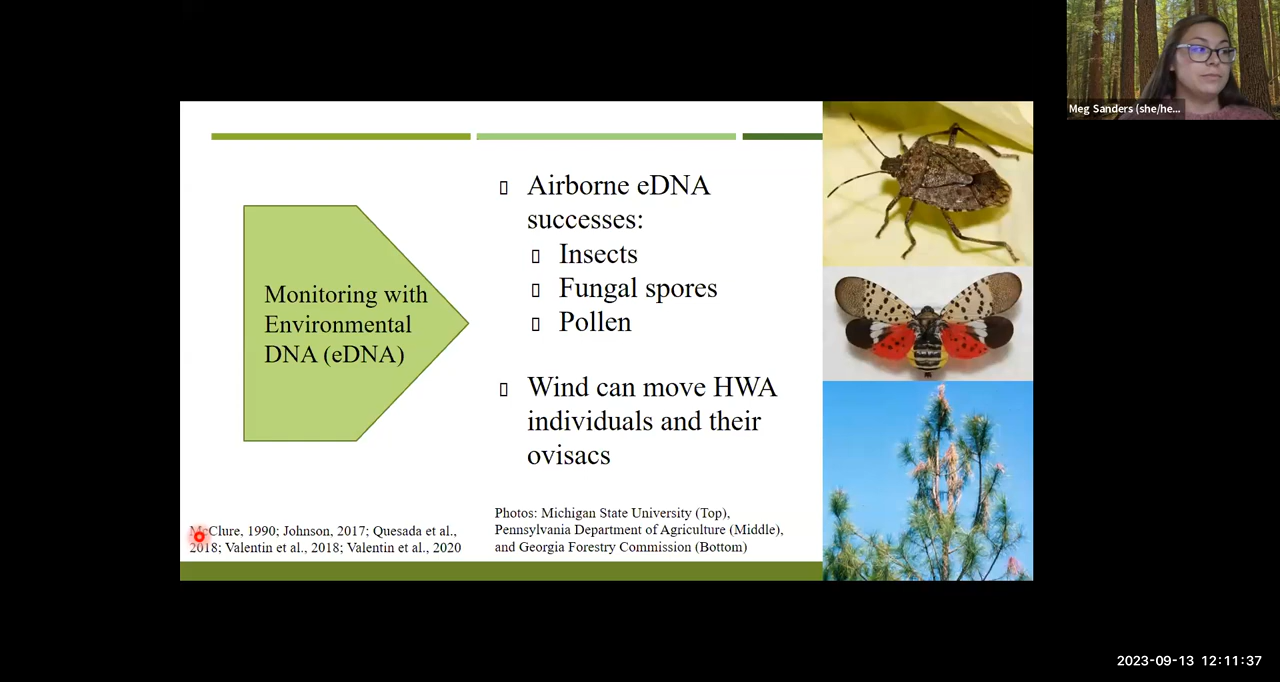 Meg Sanders (she/he...
Monitoring with
Environmental
DNA (eDNA)
Airborne eDNA
successes:
Insects
Fungal spores
Pollen
Wind can move HWA
individuals and their
ovisacs
McClure, 1990; Johnson, 2017; Quesada et al.,
2018; Valentin et al., 2018; Valentin et al., 2020
Photos: Michigan State University (Top),
Pennsylvania Department of Agriculture (Middle),
and Georgia Forestry Commission (Bottom)
2023-09-13 12:11:37